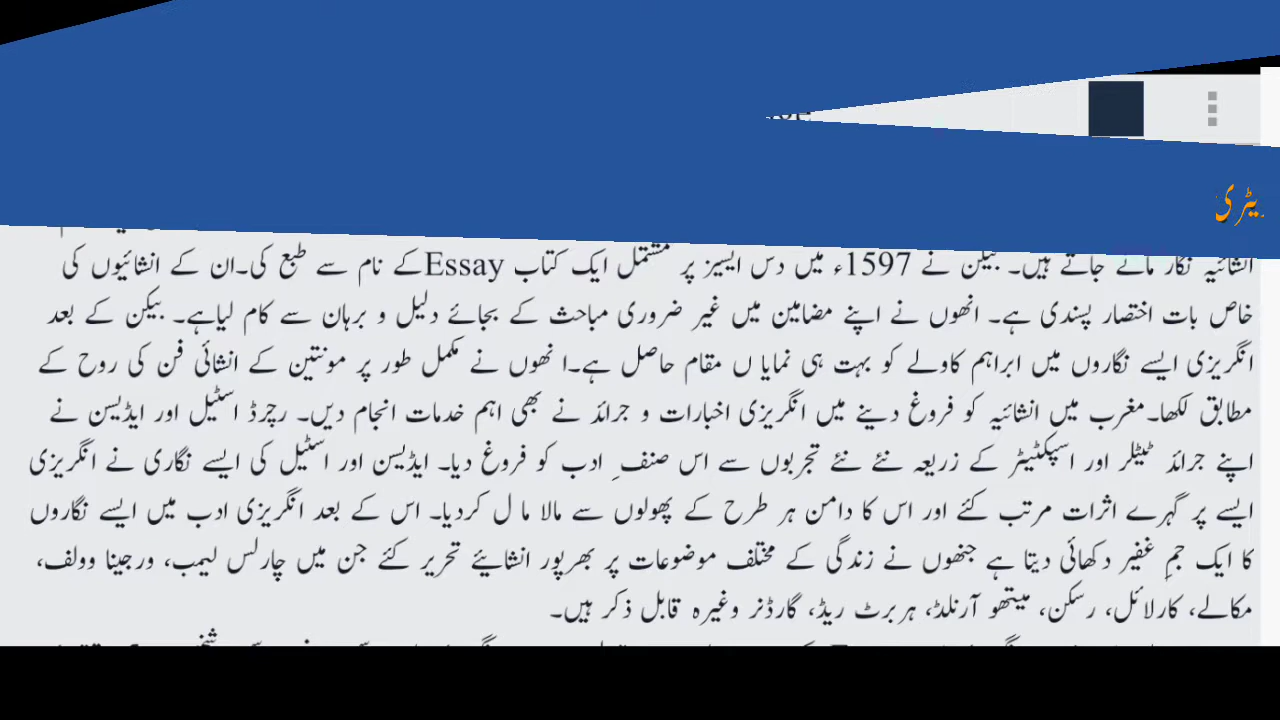 یٹری
انشائیہ نگار مانے جاتے ہیں۔ بیکن نے 1597ء میں دس ایسیز پر مشتمل ایک کتاب Essayکے نام سے طبع کی۔ان کے انشائیوں کی
خاص بات اختصار پسندی ہے۔ انھوں نے اپنے مضامین میں غیر ضروری مباحث کے بجائے دلیل و برہان سے کام لیاہے۔ بیکن کے بعد
انگریزی ایسے نگاروں میں ابراہم کاولے کو بہت ہی نمایا ں مقام حاصل ہے۔ا نھوں نے مکمل طور پر مونتین کے انشائی فن کی روح کے
مطابق لکھا۔مغرب میں انشائیہ کو فروغ دینے میں انگریزی اخبارات و جرائد نے بھی اہم خدمات انجام دیں۔ رچرڈ اسٹیل اور ایڈیسن نے
اپنے جرائد ٹیٹلر اور اسپکٹیٹر کے زریعہ نئے نئے تجربوں سے اس صنف ِ ادب کو فروغ دیا۔ ایڈیسن اور اسٹیل کی ایسے نگاری نے انگریزی
ایسے پر گہرے اثرات مرتب کئے اور اس کا دامن ہر طرح کے پھولوں سے مالا ما ل کردیا۔ اس کے بعد انگریزی ادب میں ایسے نگاروں
کا ایک جمِ غفیر دکھائی دیتا ہے جنھوں نے زندگی کے مختلف موضوعات پر بھرپور انشایئے تحریر کئے جن میں چارلس لیمب، ورجینا وولف،
مکالے، کارلائل، رسکن، میتھو آرنلڈ، ہربرٹ ریڈ، گارڈنر وغیرہ قابل ذکر ہیں۔